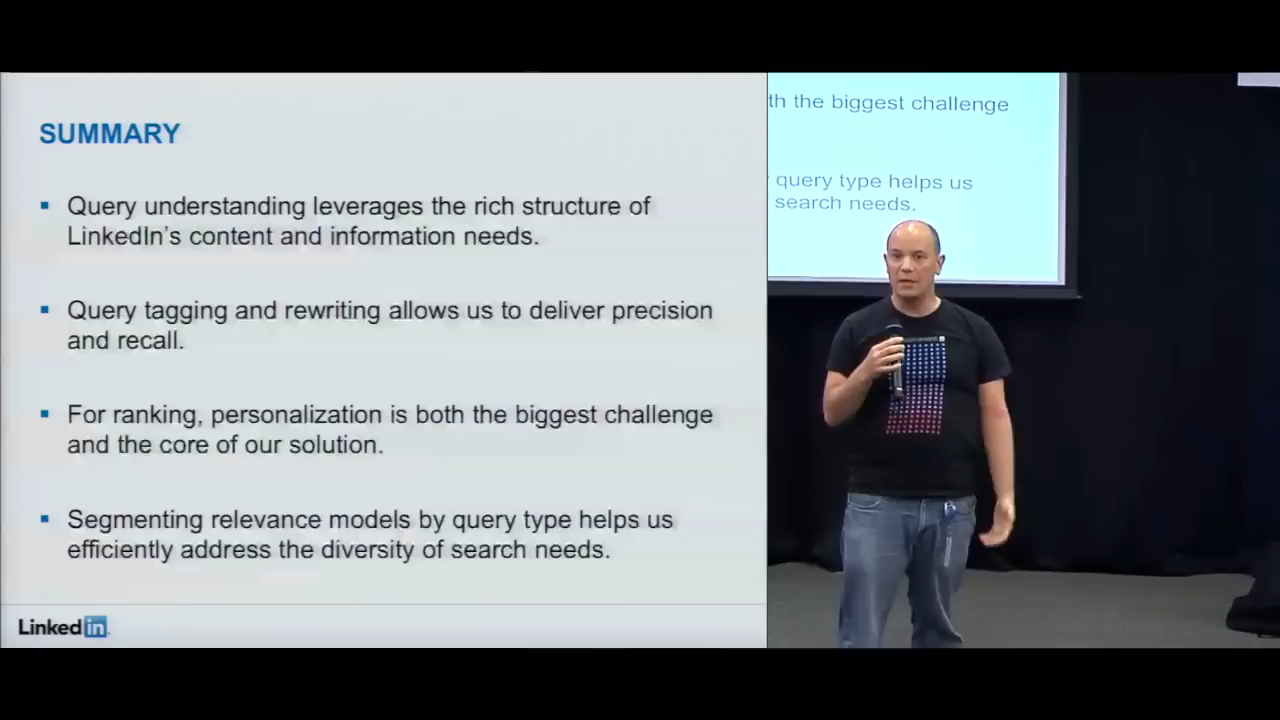 SUMMARY
Query understanding leverages the rich structure of
LinkedIn's content and information needs.
Query tagging and rewriting allows us to deliver precision
and recall.
For ranking, personalization is both the biggest challenge
and the core of our solution.
Segmenting relevance models by query type helps us
efficiently address the diversity of search needs.
LinkedIn
th the biggest challenge
query type helps us
search needs.